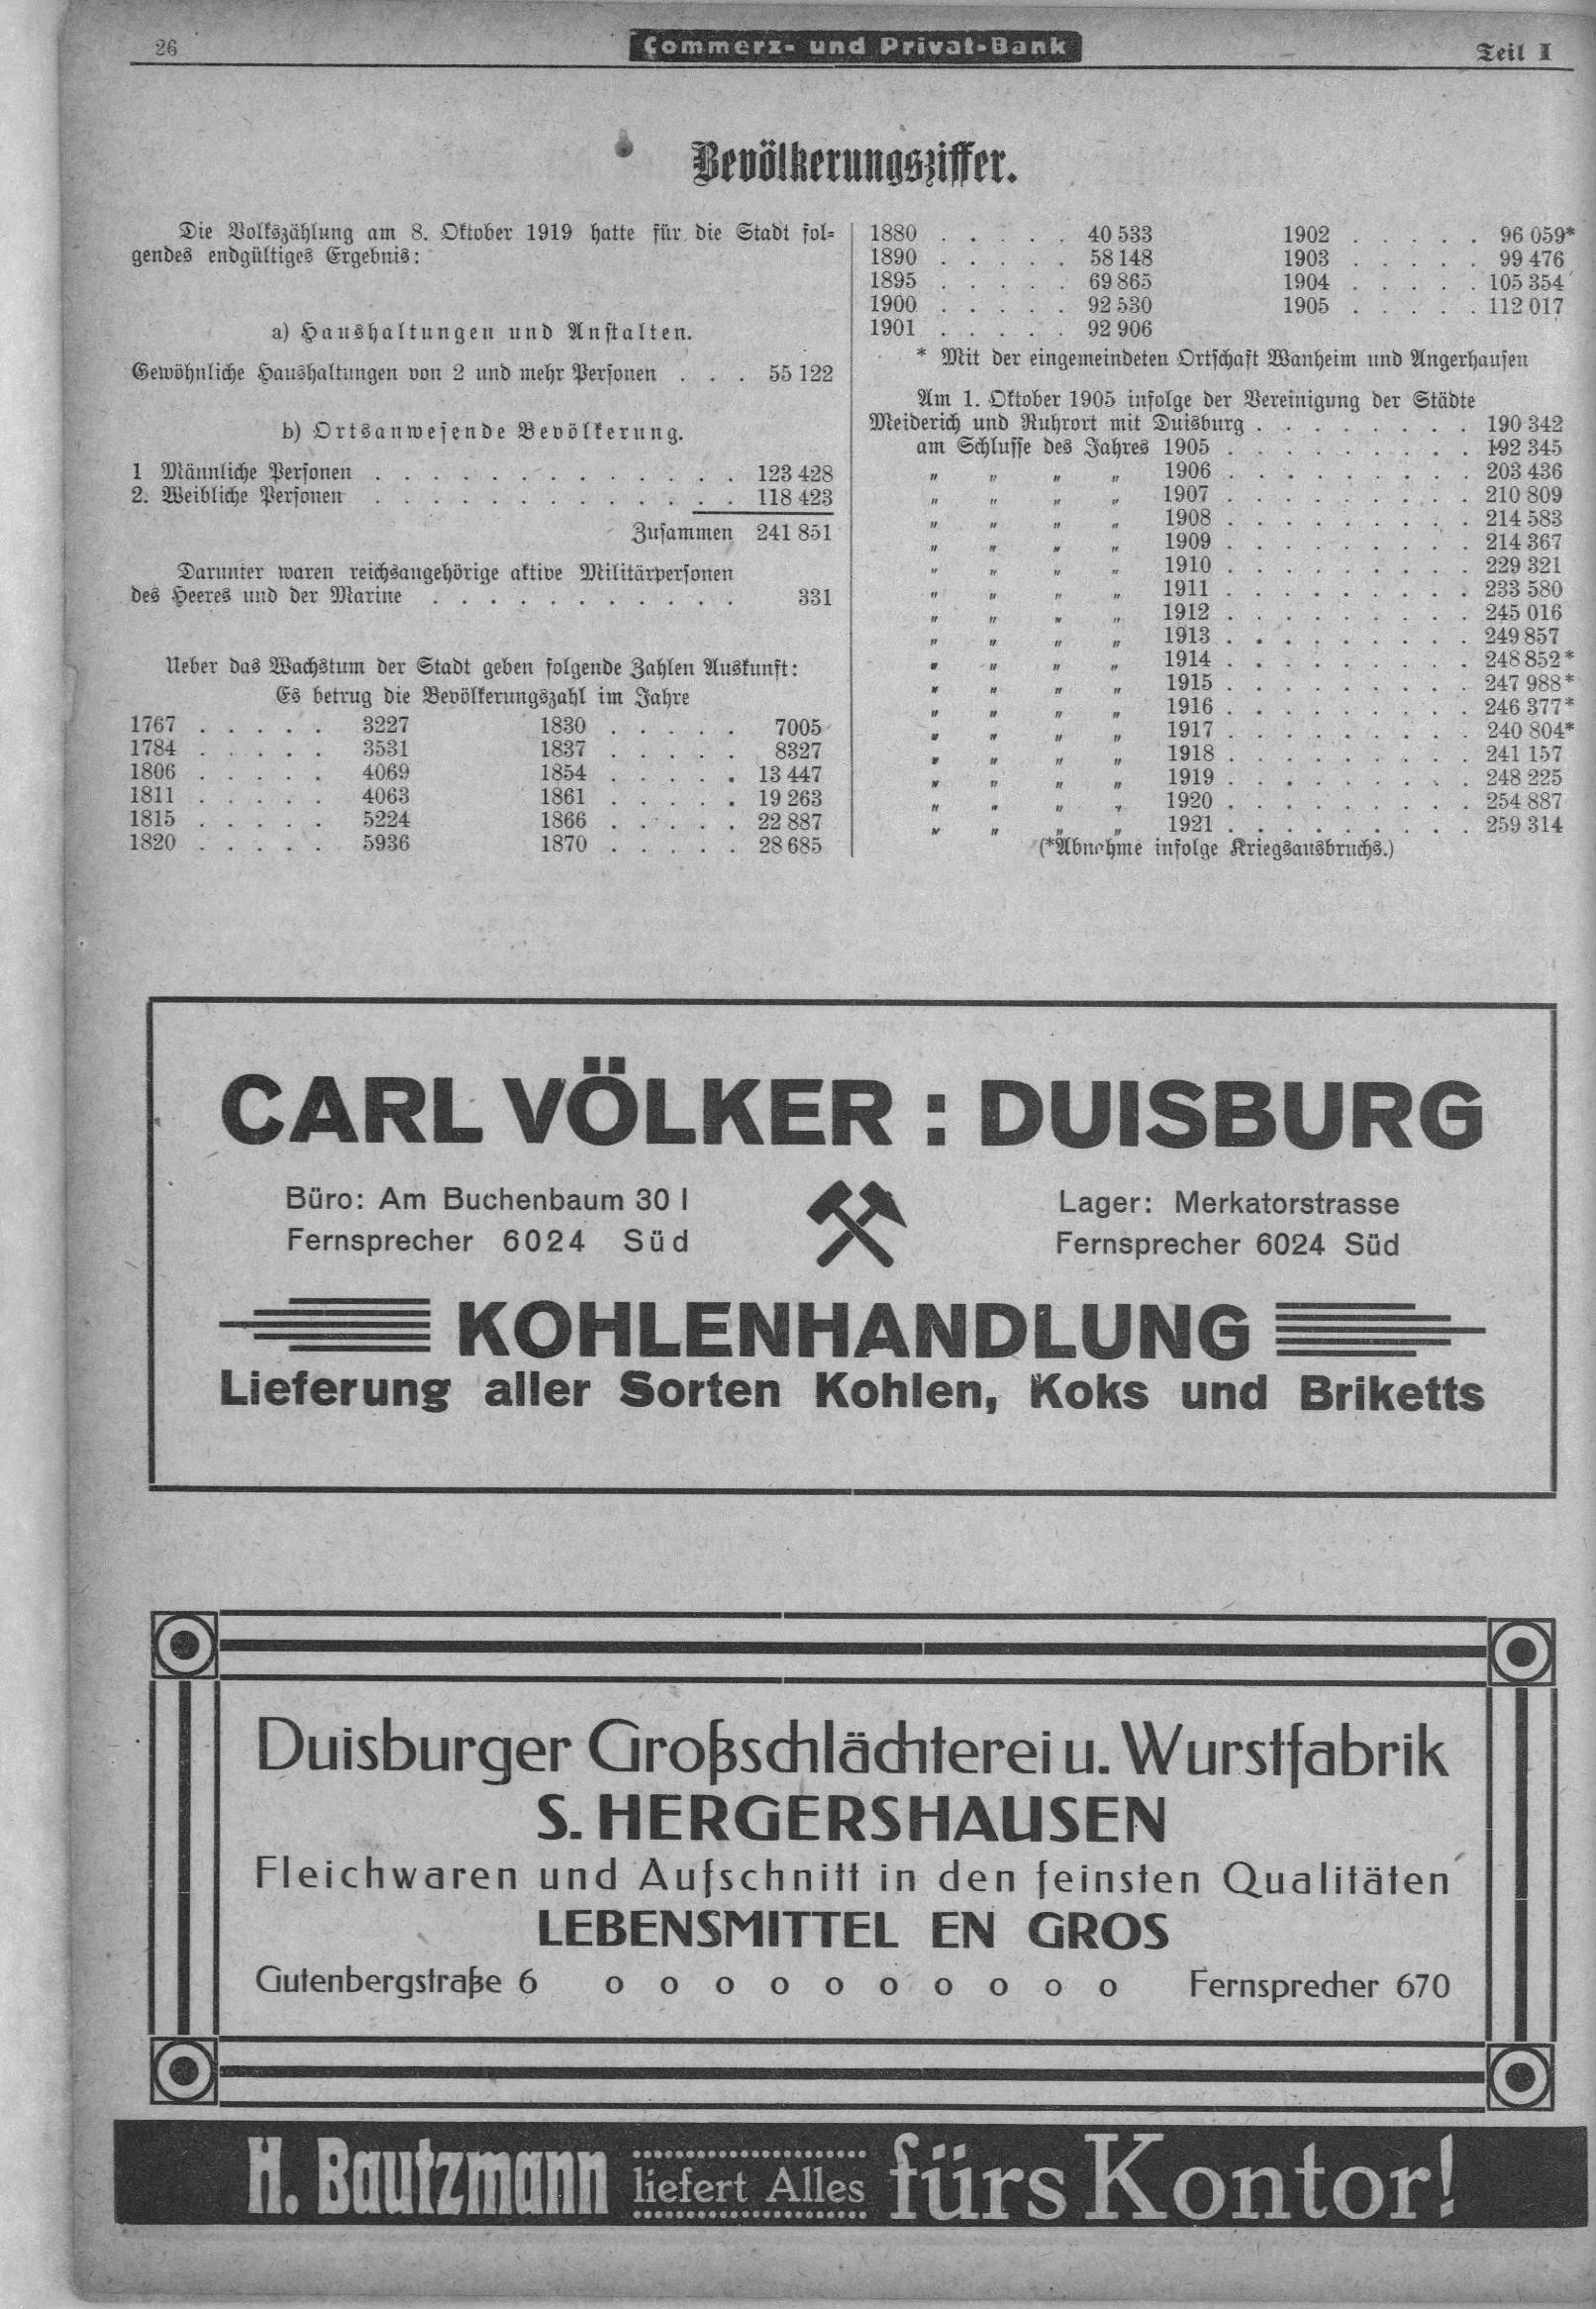 26
Commerz- und Privat-Bank
Teil I
Bevölkerungsziffer.
Die Volkszählung am 8. Oktober 1919 hatte für die Stadt fol-
gendes endgültiges Ergebnis:
a) Haushaltungen und Anstalten.
Gewöhnliche Haushaltungen von 2 und mehr Personen . . . 55 122
b) Ortsanwesende Bevölkerung.
1 Männliche Personen . . . . . . . . . . . . . 123 428
2. Weibliche Personen . . . . . . . . . . . . . 118 423
Zusammen 241 851
Darunter waren reichsangehörige aktive Militärpersonen
des Heeres und der Marine . . . . . . . . . . . 331
Ueber das Wachstum der Stadt geben folgende Zahlen Auskunft:
Es betrug die Bevölkerungszahl im Jahre
1767 . . . . . 3227 1830 . . . . . 7005
1784 . . . . . 3531 1837 . . . . . 8327
1806 . . . . . 4069 1854 . . . . . 13 447
1811 . . . . . 4063 1861 . . . . . 19 263
1815 . . . . . 5224 1866 . . . . . 22 887
1820 . . . . . 5936 1870 . . . . . 28 685
1880 . . . . . 40 533 1902 . . . . . 96 059*
1890 . . . . . 58 148 1903 . . . . . 99 476
1895 . . . . . 69 865 1904 . . . . . 105 354
1900 . . . . . 92 530 1905 . . . . . 112 017
1901 . . . . . 92 906
* Mit der eingemeindeten Ortschaft Wanheim und Angerhausen
Am 1. Oktober 1905 infolge der Vereinigung der Städte
Meiderich und Ruhrort mit Duisburg . . . . . . . . 190 342
am Schlusse des Jahres 1905 . . . . . . . . . 192 345
" " " " 1906 . . . . . . . . . 203 436
" " " " 1907 . . . . . . . . . 210 809
" " " " 1908 . . . . . . . . . 214 583
" " " " 1909 . . . . . . . . . 214 367
" " " " 1910 . . . . . . . . . 229 321
" " " " 1911 . . . . . . . . . 233 580
" " " " 1912 . . . . . . . . . 245 016
" " " " 1913 . . . . . . . . . 249 857
" " " " 1914 . . . . . . . . . 248 852*
" " " " 1915 . . . . . . . . . 247 988*
" " " " 1916 . . . . . . . . . 246 377*
" " " " 1917 . . . . . . . . . 240 804*
" " " " 1918 . . . . . . . . . 241 157
" " " " 1919 . . . . . . . . . 248 225
" " " " 1920 . . . . . . . . . 254 887
" " " " 1921 . . . . . . . . . 259 314
(*Abnahme infolge Kriegsausbruchs.)
CARL VÖLKER : DUISBURG
Büro: Am Buchenbaum 30 I
Fernsprecher 6024 Süd
Lager: Merkatorstrasse
Fernsprecher 6024 Süd
KOHLENHANDLUNG
Lieferung aller Sorten Kohlen, Koks und Briketts
Duisburger Großschlächterei u. Wurstfabrik
S. HERGERSHAUSEN
Fleichwaren und Aufschnitt in den feinsten Qualitäten
LEBENSMITTEL EN GROS
Gutenbergstraße 6 o o o o o o o o o o Fernsprecher 670
H. Bautzmann liefert Alles fürs Kontor!